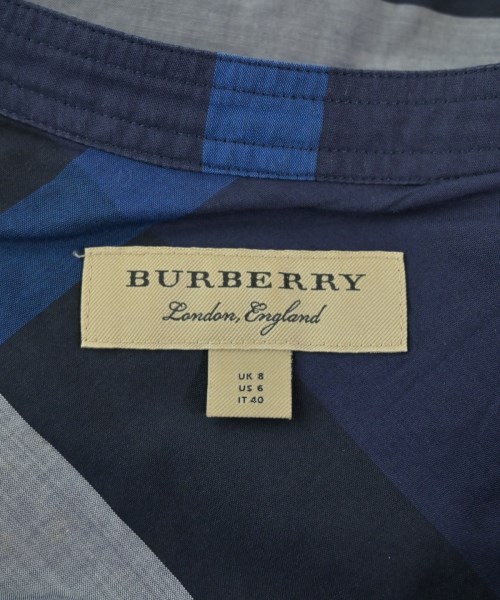 BURBERRY
London, England
UK 8
US 6
IT 40